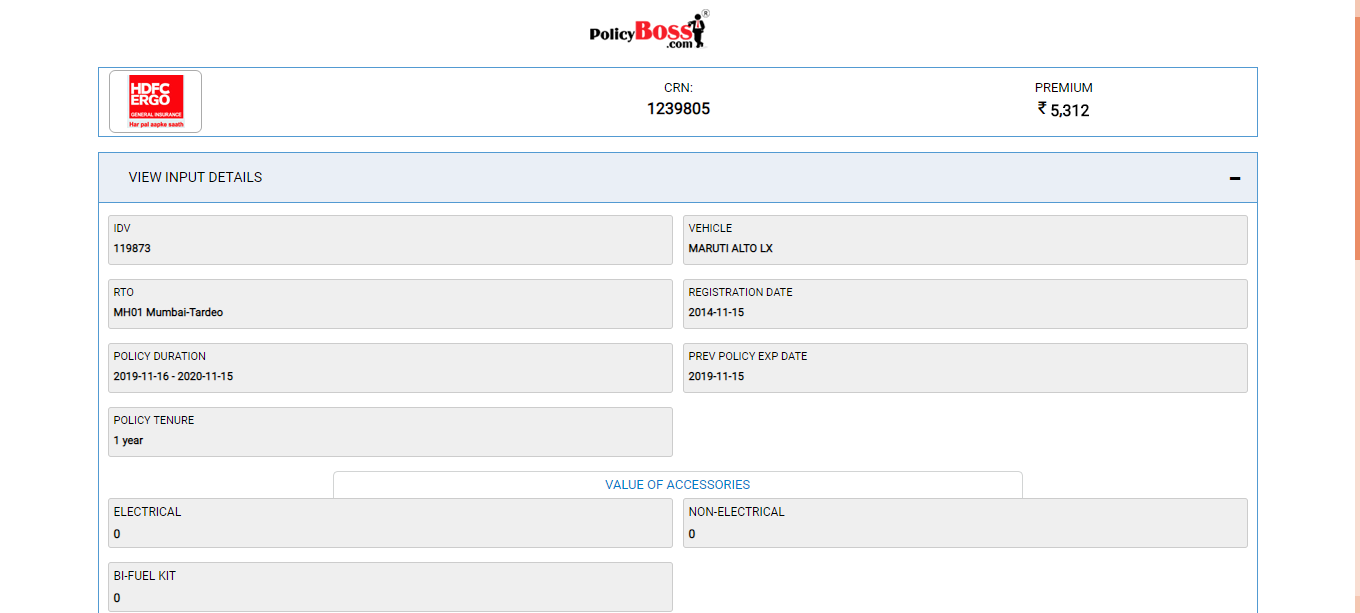 PolicyBoss®
.com
HDFC
ERGO
GENERAL INSURANCE
Har pal aapke saath
CRN:
1239805
PREMIUM
₹ 5,312
VIEW INPUT DETAILS
IDV
119873
VEHICLE
MARUTI ALTO LX
RTO
MH01 Mumbai-Tardeo
REGISTRATION DATE
2014-11-15
POLICY DURATION
2019-11-16 - 2020-11-15
PREV POLICY EXP DATE
2019-11-15
POLICY TENURE
1 year
VALUE OF ACCESSORIES
ELECTRICAL
0
NON-ELECTRICAL
0
BI-FUEL KIT
0